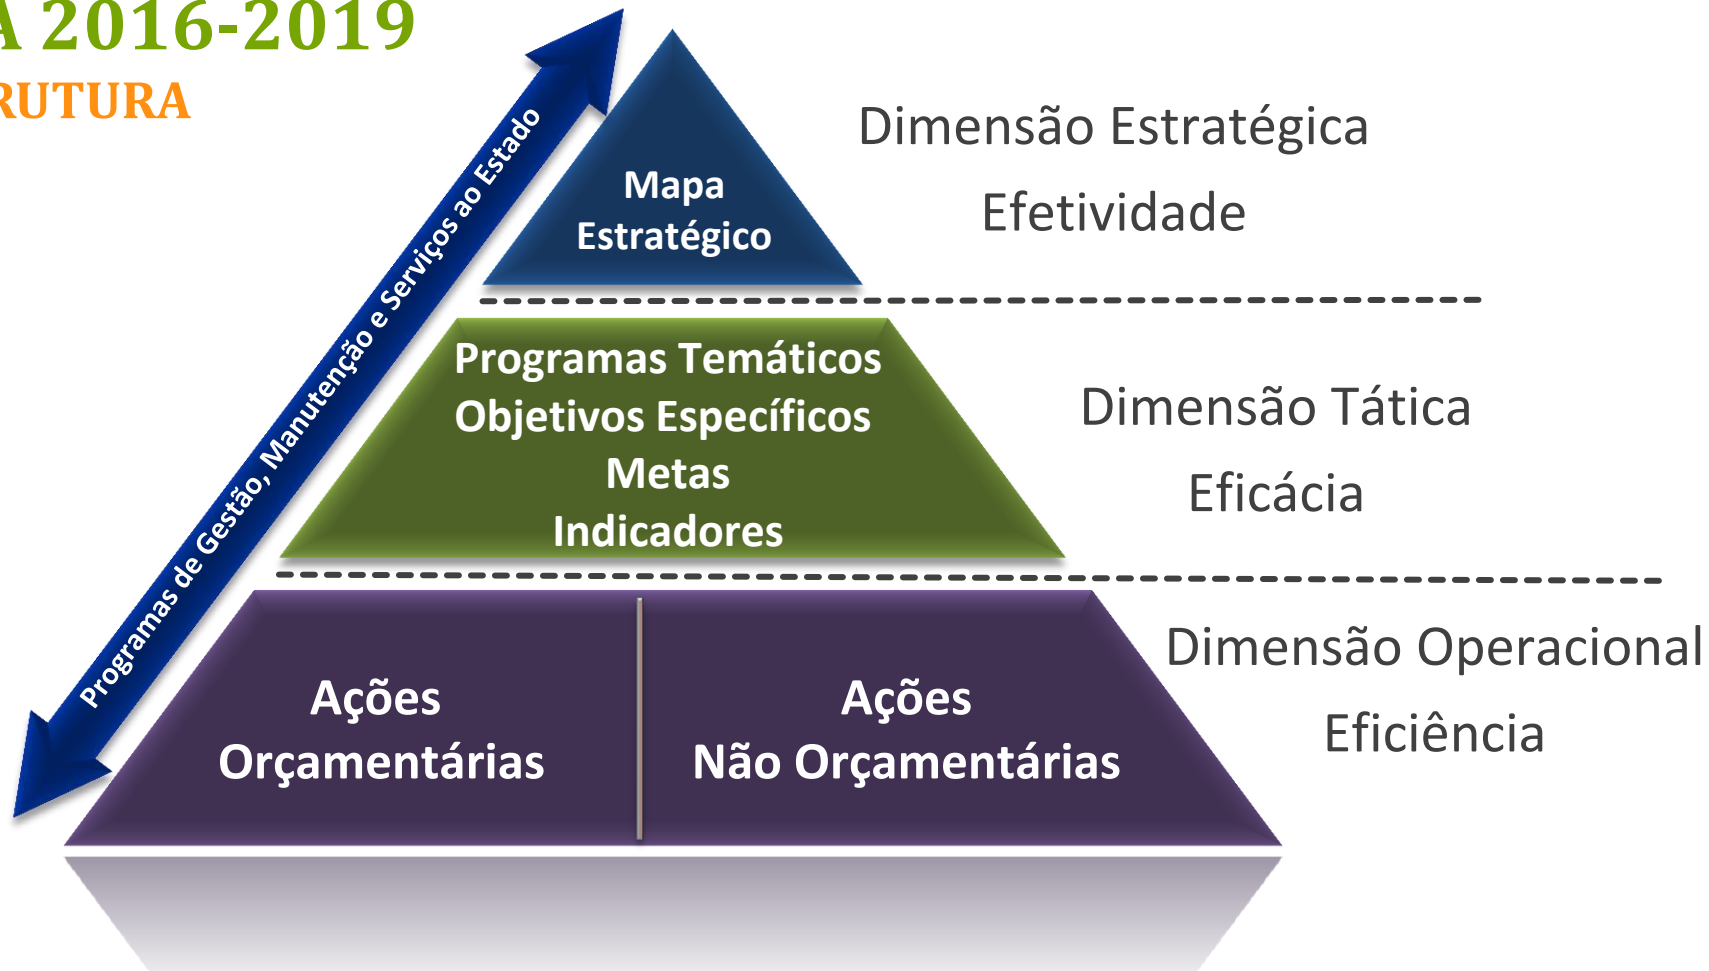 A 2016-2019
RUTURA
Programas de Gestão, Manutenção e Serviços ao Estado
Mapa
Estratégico
Dimensão Estratégica
Efetividade
Programas Temáticos
Objetivos Específicos
Metas
Indicadores
Dimensão Tática
Eficácia
Ações
Orçamentárias
Ações
Não Orçamentárias
Dimensão Operacional
Eficiência